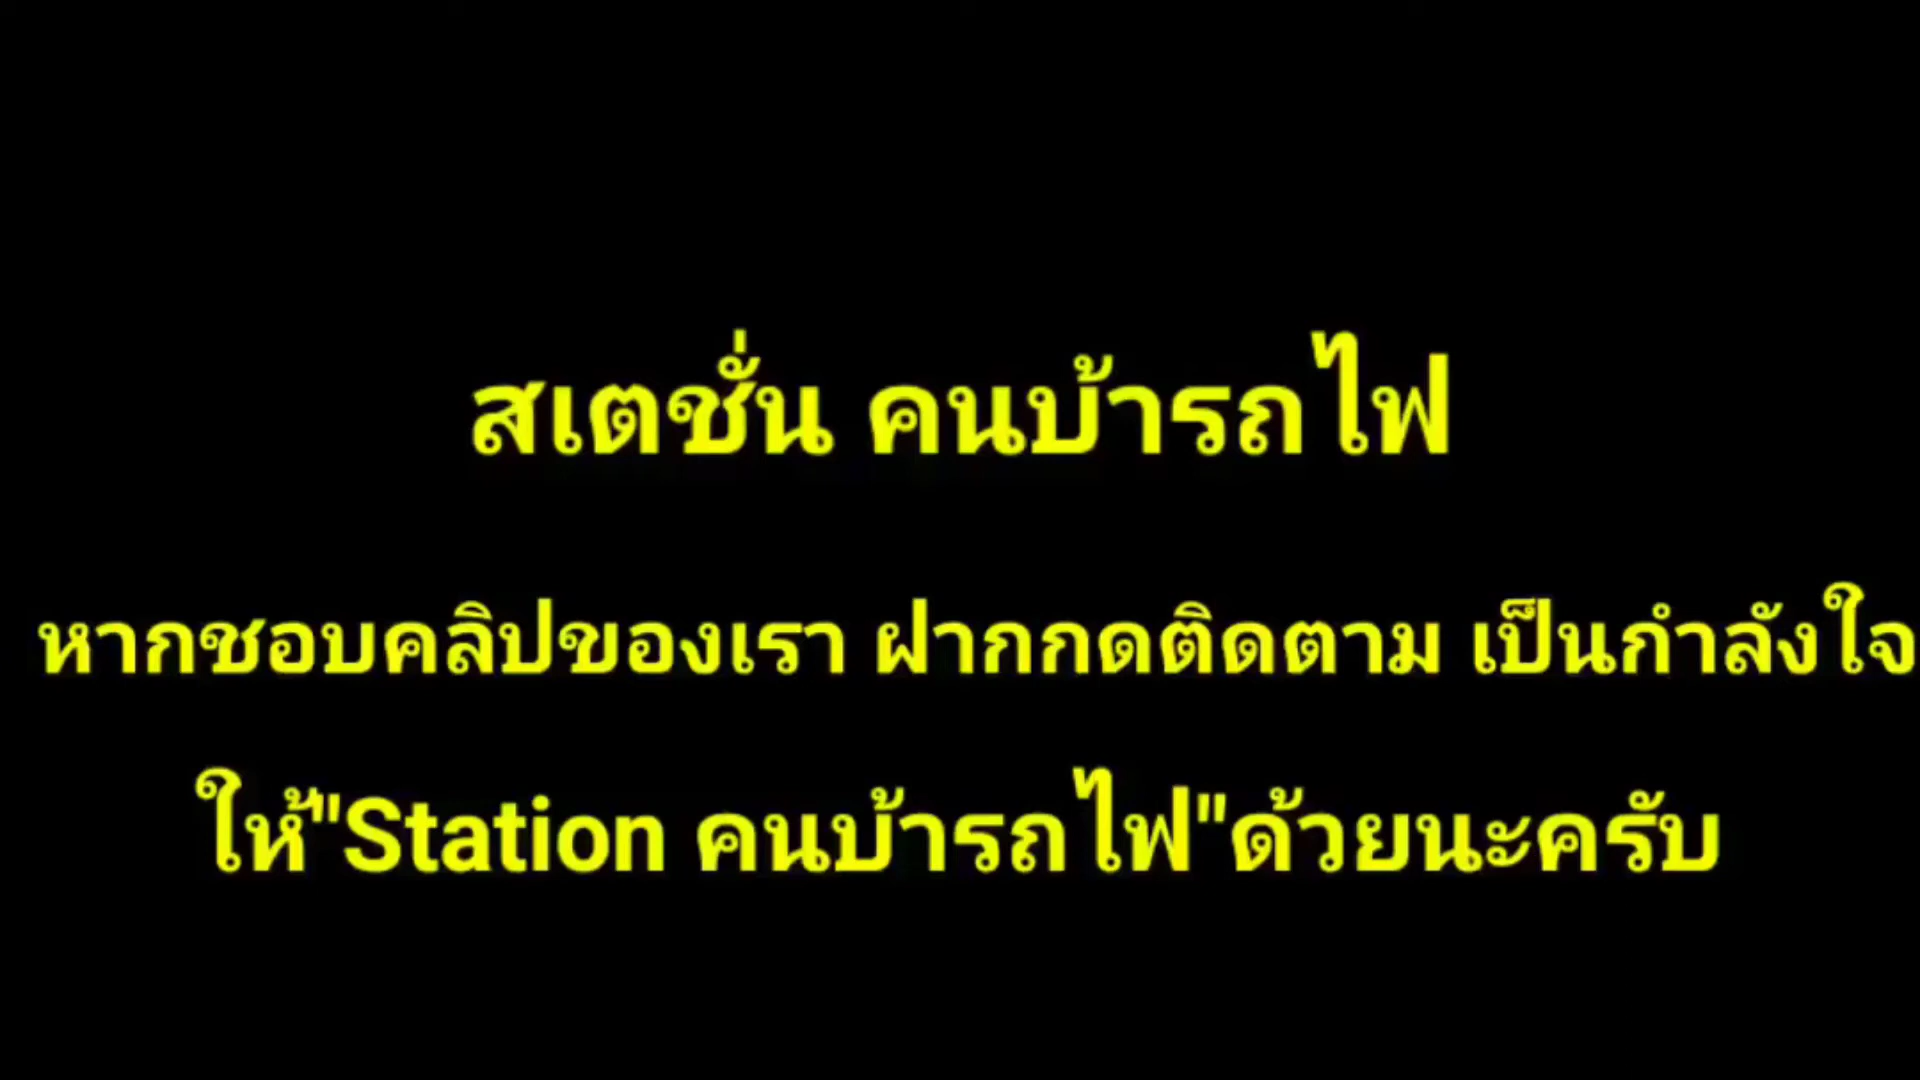 สเตชั่น คนบ้ารถไฟ
หากชอบคลิปของเรา ฝากกดติดตาม เป็นกำลังใจ
ให้"Station คนบ้ารถไฟ"ด้วยนะครับ